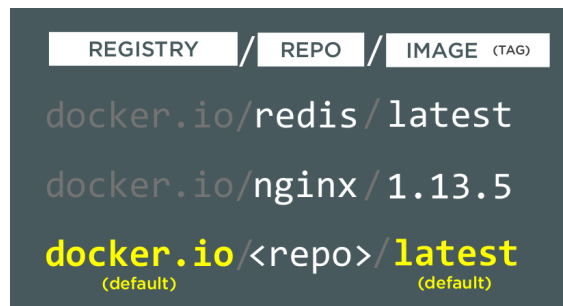 REGISTRY / REPO / IMAGE (TAG)
docker.io/redis/latest
docker.io/nginx/1.13.5
docker.io/<repo>/latest
(default) (default)